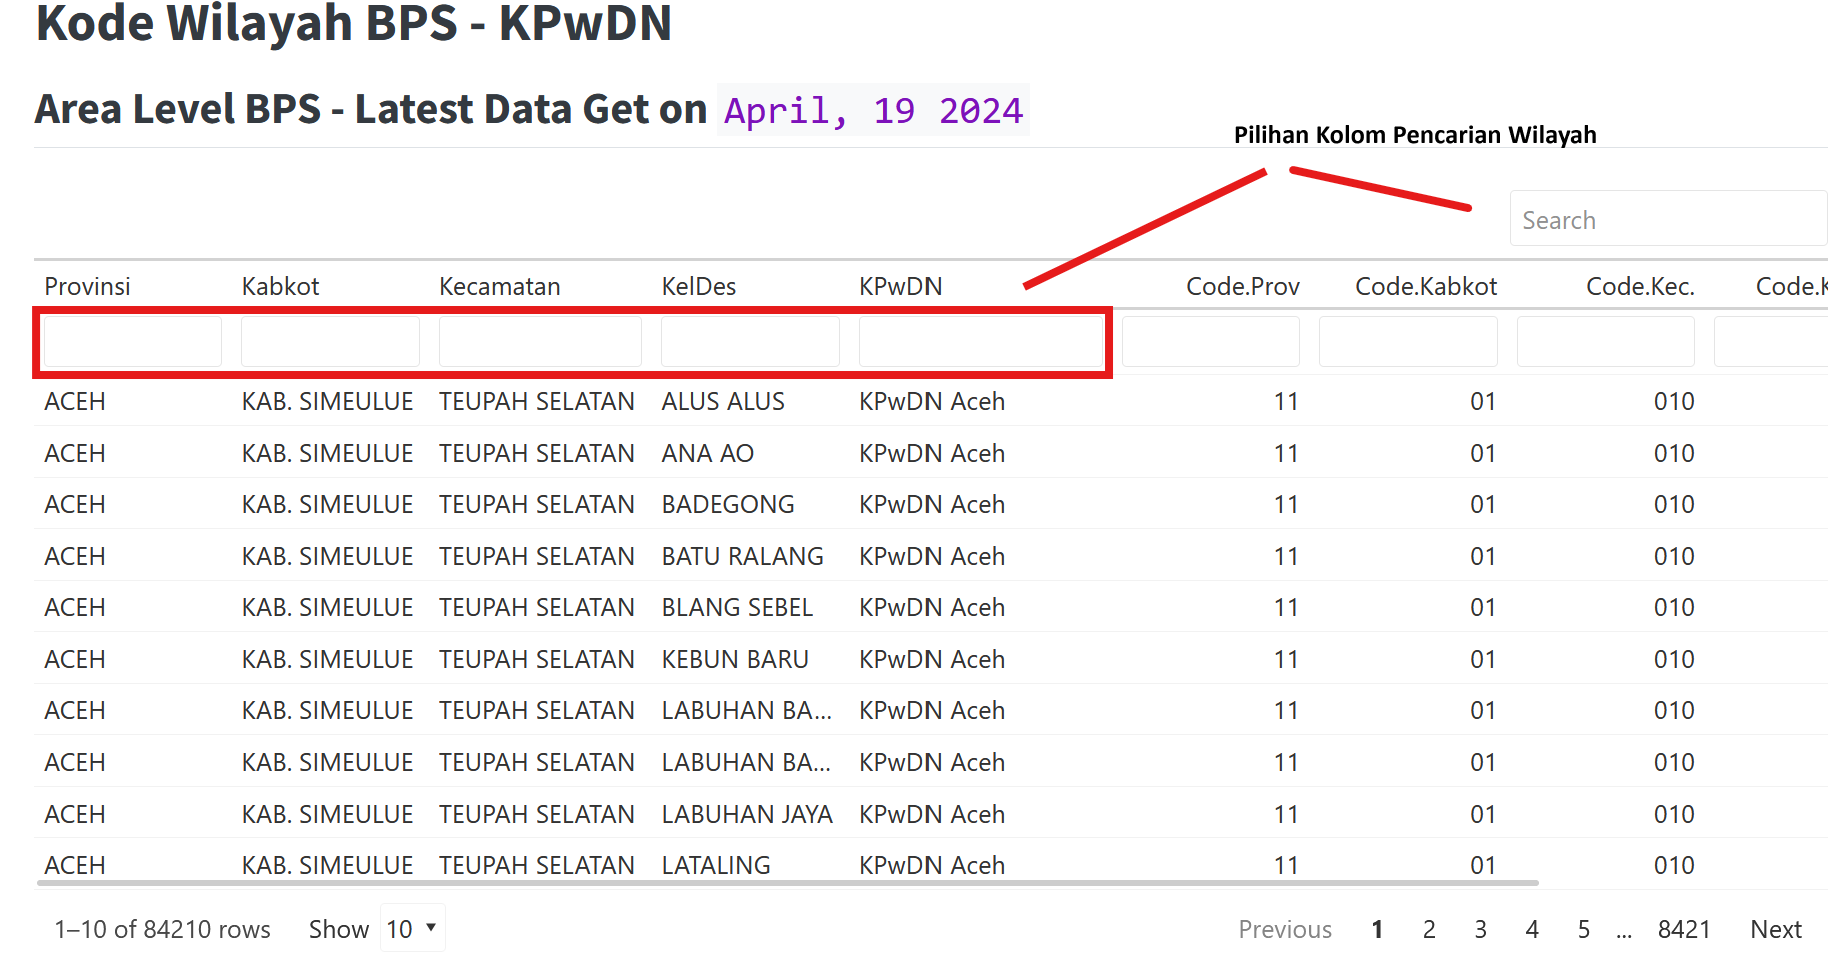 Kode Wilayah BPS - KPwDN
Area Level BPS - Latest Data Get on April, 19 2024
Pilihan Kolom Pencarian Wilayah
Search
Provinsi Kabkot Kecamatan KelDes KPwDN Code.Prov Code.Kabkot Code.Kec. Code.K
ACEH KAB. SIMEULUE TEUPAH SELATAN ALUS ALUS KPwDN Aceh 11 01 010
ACEH KAB. SIMEULUE TEUPAH SELATAN ANA AO KPwDN Aceh 11 01 010
ACEH KAB. SIMEULUE TEUPAH SELATAN BADEGONG KPwDN Aceh 11 01 010
ACEH KAB. SIMEULUE TEUPAH SELATAN BATU RALANG KPwDN Aceh 11 01 010
ACEH KAB. SIMEULUE TEUPAH SELATAN BLANG SEBEL KPwDN Aceh 11 01 010
ACEH KAB. SIMEULUE TEUPAH SELATAN KEBUN BARU KPwDN Aceh 11 01 010
ACEH KAB. SIMEULUE TEUPAH SELATAN LABUHAN BA... KPwDN Aceh 11 01 010
ACEH KAB. SIMEULUE TEUPAH SELATAN LABUHAN BA... KPwDN Aceh 11 01 010
ACEH KAB. SIMEULUE TEUPAH SELATAN LABUHAN JAYA KPwDN Aceh 11 01 010
ACEH KAB. SIMEULUE TEUPAH SELATAN LATALING KPwDN Aceh 11 01 010
1–10 of 84210 rows Show 10 Previous 1 2 3 4 5 ... 8421 Next